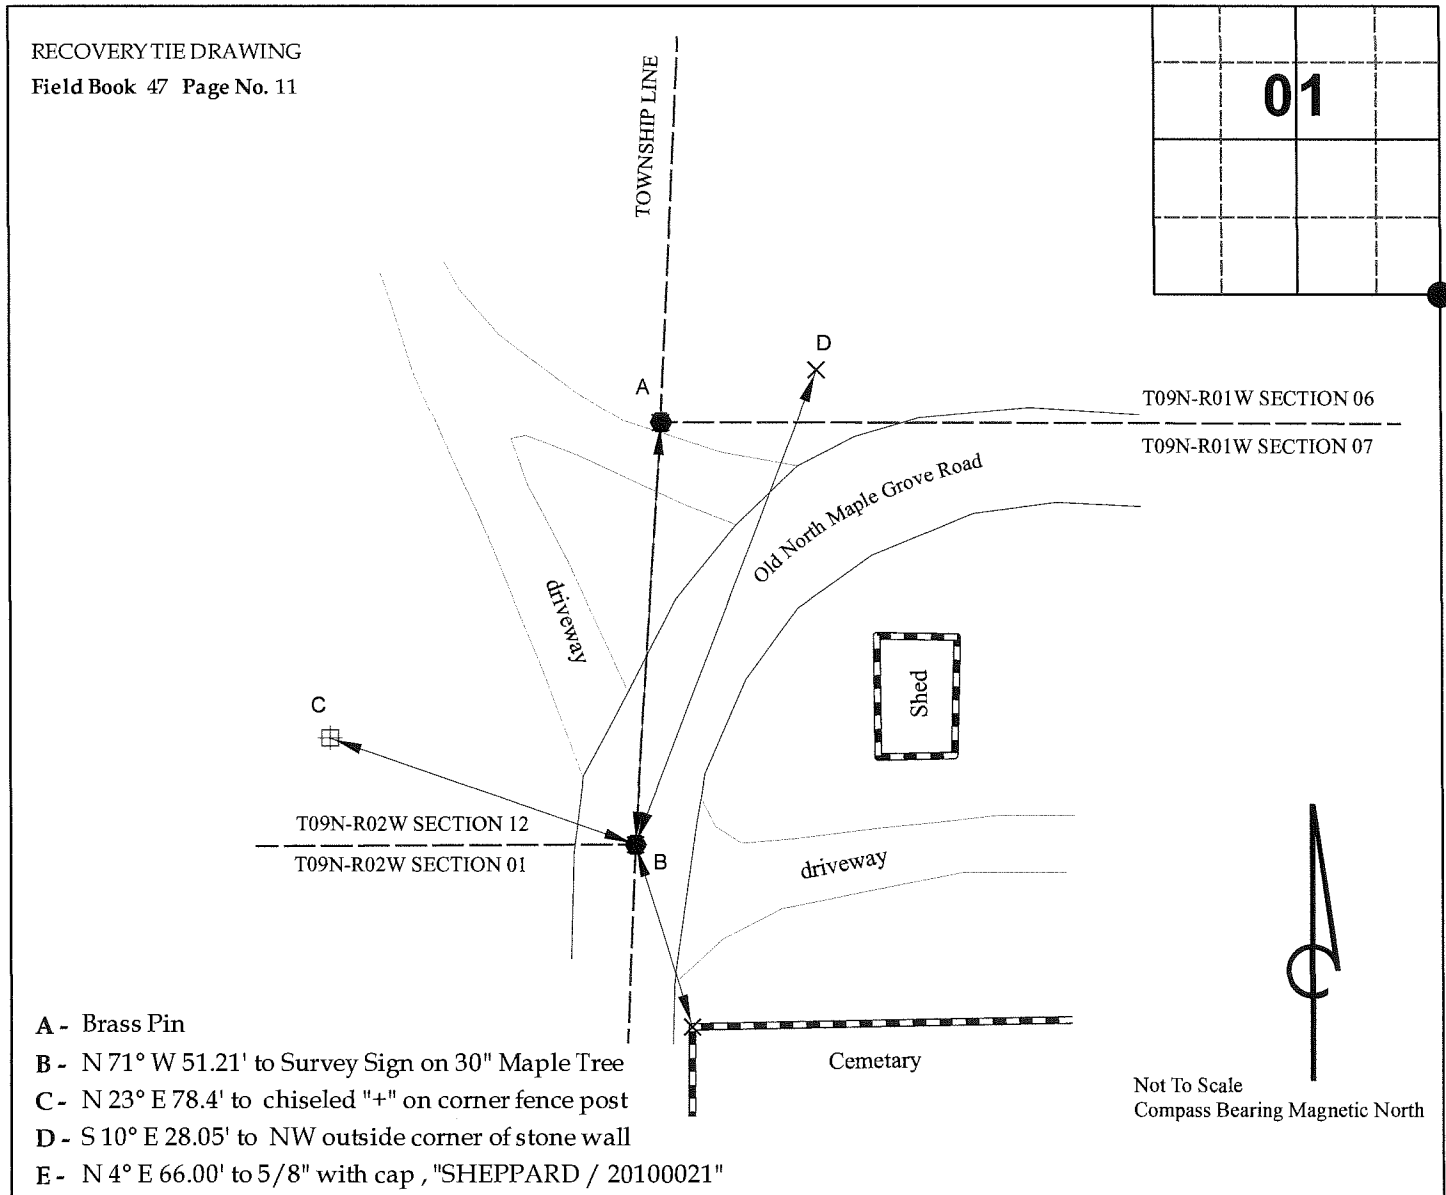 RECOVERY TIE DRAWING
Field Book 47 Page No. 11
01
TOWNSHIP LINE
D
A
T09N-R01W SECTION 06
T09N-R01W SECTION 07
Old North Maple Grove Road
driveway
Shed
C
T09N-R02W SECTION 12
T09N-R02W SECTION 01
B
driveway
Cemetary
A - Brass Pin
B - N 71° W 51.21' to Survey Sign on 30" Maple Tree
C - N 23° E 78.4' to chiseled "+" on corner fence post
D - S 10° E 28.05' to NW outside corner of stone wall
E - N 4° E 66.00' to 5/8" with cap , "SHEPPARD / 20100021"
Not To Scale
Compass Bearing Magnetic North